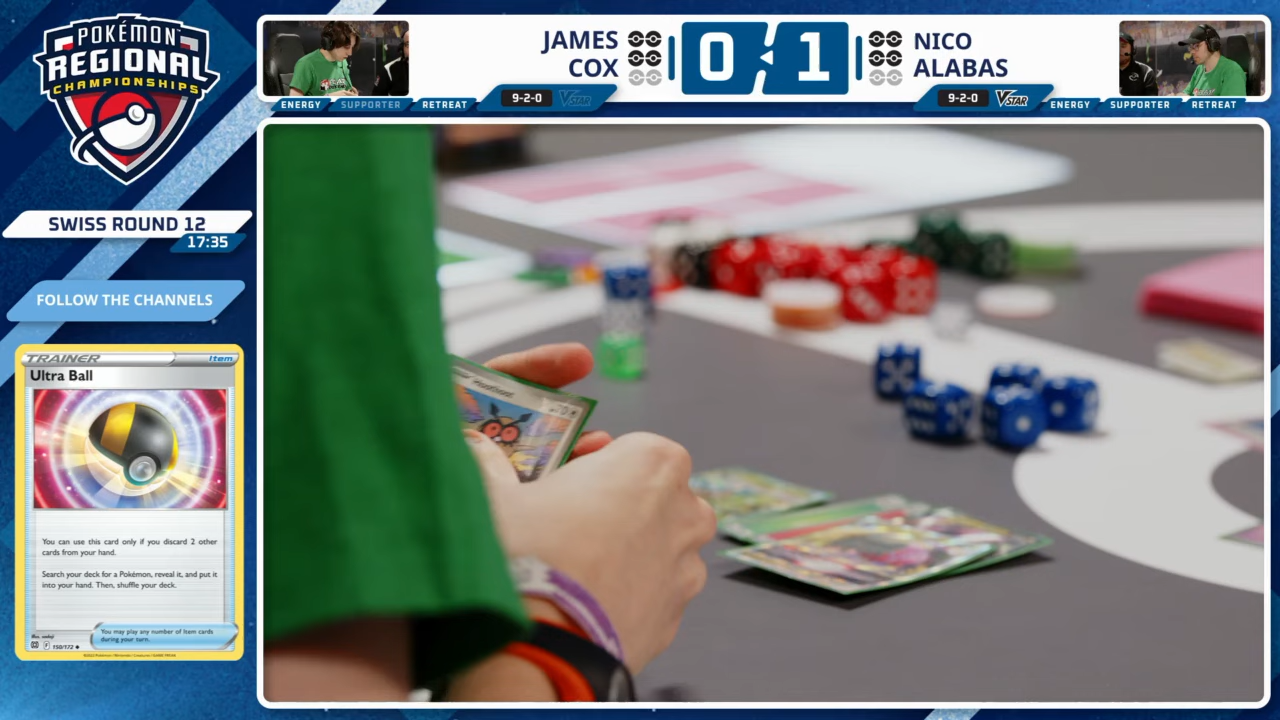 POKÉMON
REGIONAL
CHAMPIONSHIPS
SWISS ROUND 12
17:35
FOLLOW THE CHANNELS
TRAINER
Item
Ultra Ball
You can use this card only if you discard 2 other
cards from your hand.
Search your deck for a Pokémon, reveal it, and put it
into your hand. Then, shuffle your deck.
You may play any number of Item cards
during your turn.
150/172
JAMES
COX
0
1
NICO
ALABAS
ENERGY
SUPPORTER
RETREAT
9-2-0
VSTAR
9-2-0
VSTAR
ENERGY
SUPPORTER
RETREAT